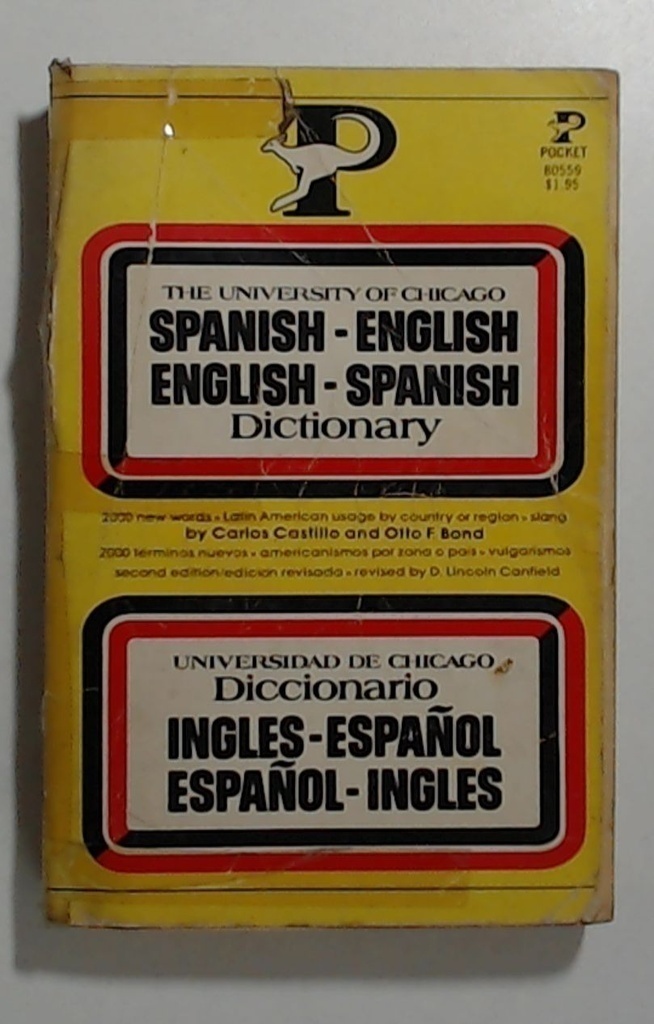 P
P
POCKET
80559
$1.95
THE UNIVERSITY OF CHICAGO
SPANISH - ENGLISH
ENGLISH - SPANISH
Dictionary
2000 new words • Latin American usage by country or region • slang
by Carlos Castillo and Otto F. Bond
2000 términos nuevos • americanismos por zona o país • vulgarismos
second edition/edición revisada • revised by D. Lincoln Canfield
UNIVERSIDAD DE CHICAGO
Diccionario
INGLES-ESPAÑOL
ESPAÑOL-INGLES